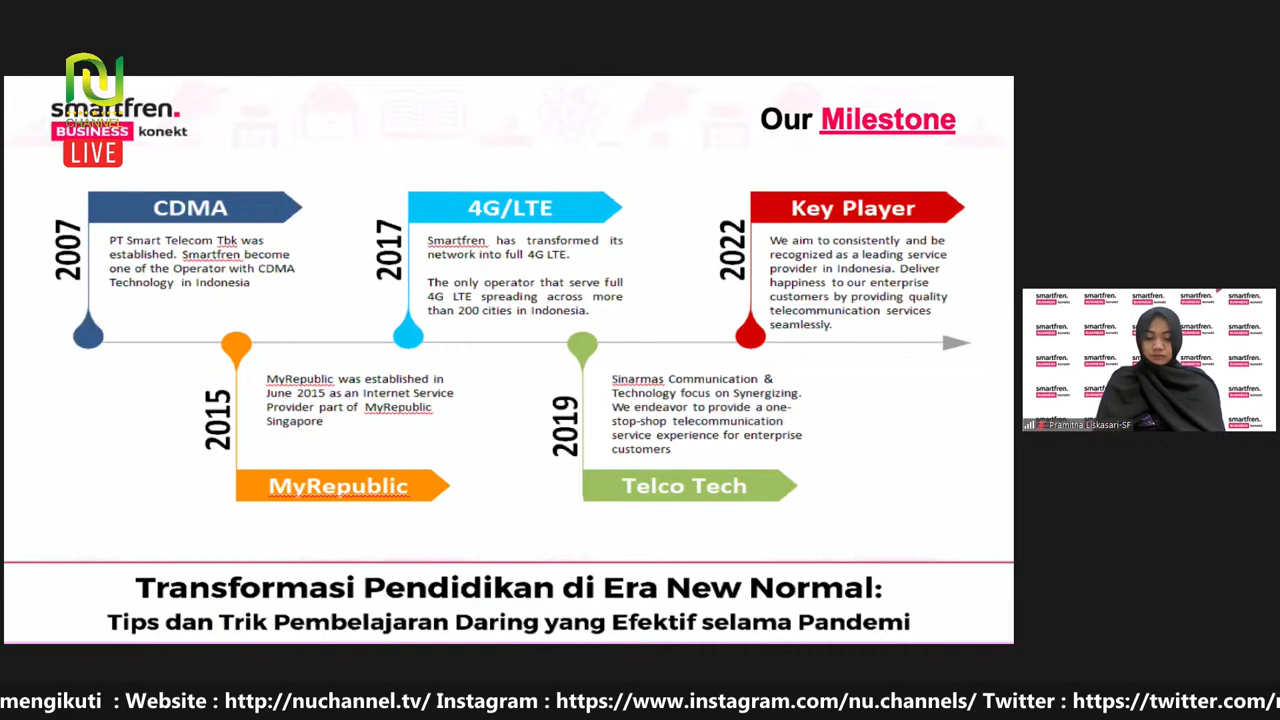 smartfren.
CHANNEL
BUSINESS konekt
LIVE
Our Milestone
2007
CDMA
PT Smart Telecom Tbk was
established. Smartfren become
one of the Operator with CDMA
Technology in Indonesia
2015
MyRepublic was established in
June 2015 as an Internet Service
Provider part of MyRepublic
Singapore
MyRepublic
2017
4G/LTE
Smartfren has transformed its
network into full 4G LTE.
The only operator that serve full
4G LTE spreading across more
than 200 cities in Indonesia.
2019
Sinarmas Communication &
Technology focus on Synergizing.
We endeavor to provide a one-
stop-shop telecommunication
service experience for enterprise
customers
Telco Tech
2022
Key Player
We aim to consistently and be
recognized as a leading service
provider in Indonesia. Deliver
happiness to our enterprise
customers by providing quality
telecommunication services
seamlessly.
Pramitha Liskasari-SF
Transformasi Pendidikan di Era New Normal:
Tips dan Trik Pembelajaran Daring yang Efektif selama Pandemi
mengikuti : Website : http://nuchannel.tv/ Instagram : https://www.instagram.com/nu.channels/ Twitter : https://twitter.com/